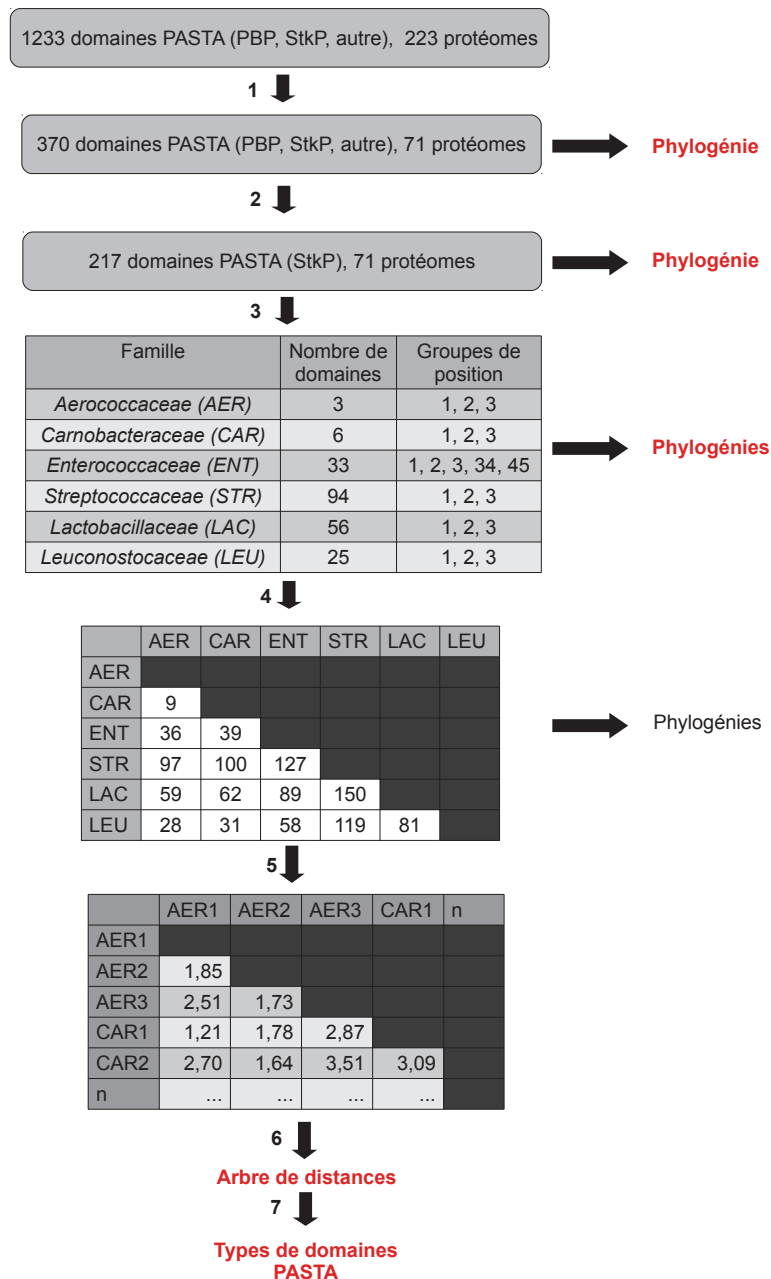 1233 domaines PASTA (PBP, StkP, autre), 223 protéomes
1
370 domaines PASTA (PBP, StkP, autre), 71 protéomes
Phylogénie
2
217 domaines PASTA (StkP), 71 protéomes
Phylogénie
3
Famille Nombre de domaines Groupes de position
Aerococcaceae (AER) 3 1, 2, 3
Carnobacteraceae (CAR) 6 1, 2, 3
Enterococcaceae (ENT) 33 1, 2, 3, 34, 45
Streptococcaceae (STR) 94 1, 2, 3
Lactobacillaceae (LAC) 56 1, 2, 3
Leuconostocaceae (LEU) 25 1, 2, 3
Phylogénies
4
AER CAR ENT STR LAC LEU
AER
CAR 9
ENT 36 39
STR 97 100 127
LAC 59 62 89 150
LEU 28 31 58 119 81
Phylogénies
5
AER1 AER2 AER3 CAR1 n
AER1
AER2 1,85
AER3 2,51 1,73
CAR1 1,21 1,78 2,87
CAR2 2,70 1,64 3,51 3,09
n ... ... ... ...
6
Arbre de distances
7
Types de domaines
PASTA